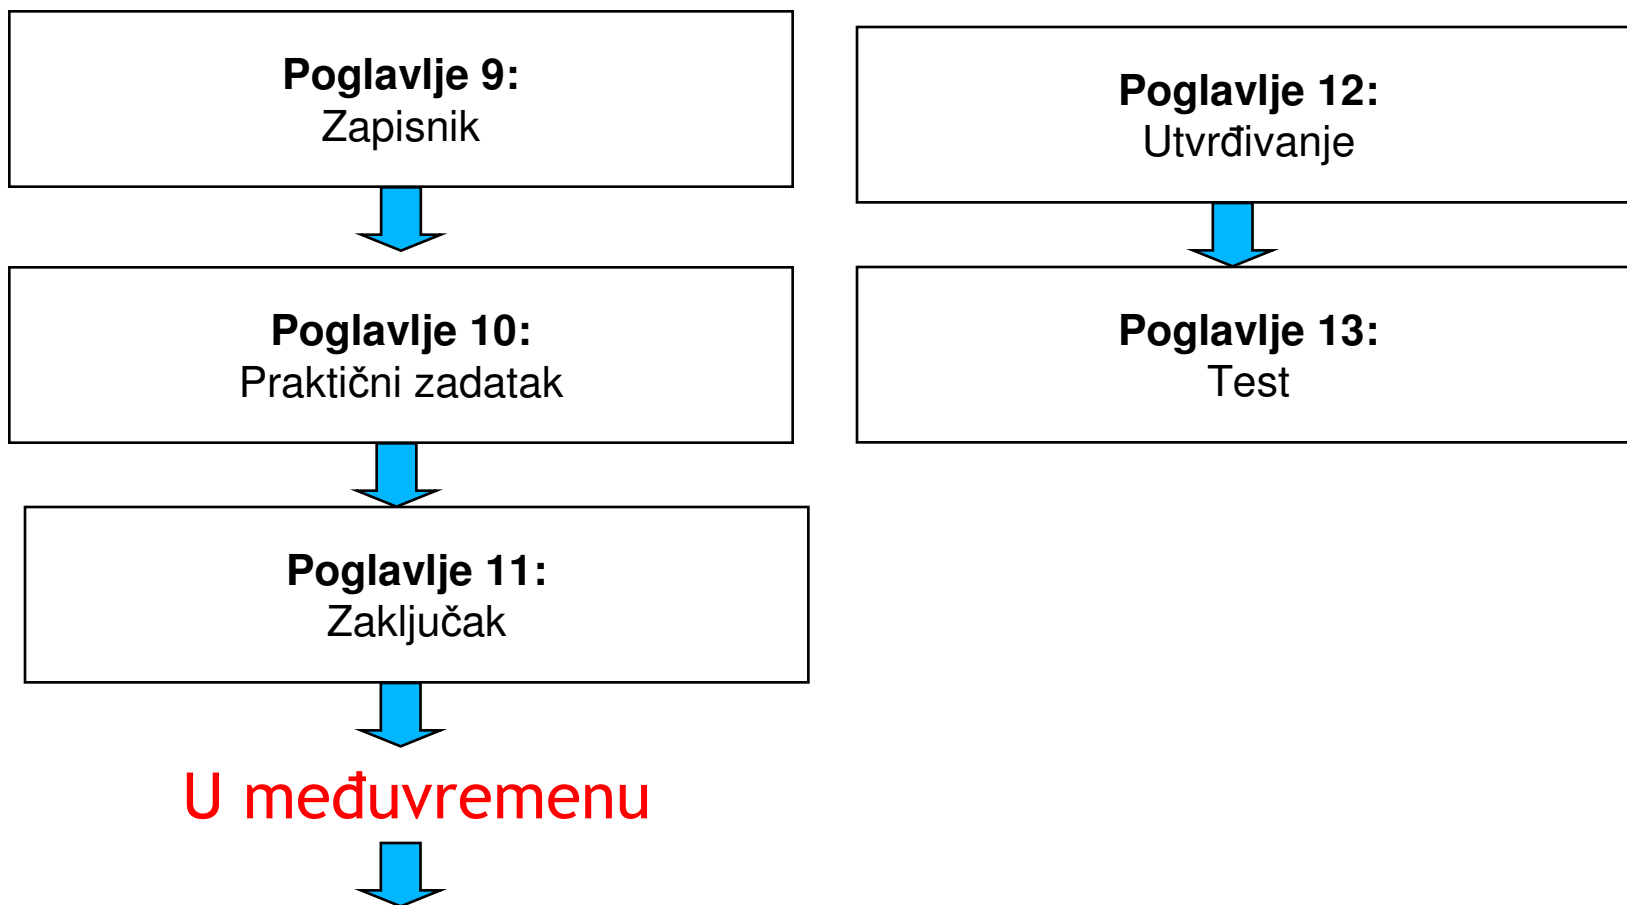 Poglavlje 9:
Zapisnik
Poglavlje 10:
Praktični zadatak
Poglavlje 11:
Zaključak
U međuvremenu
Poglavlje 12:
Utvrđivanje
Poglavlje 13:
Test